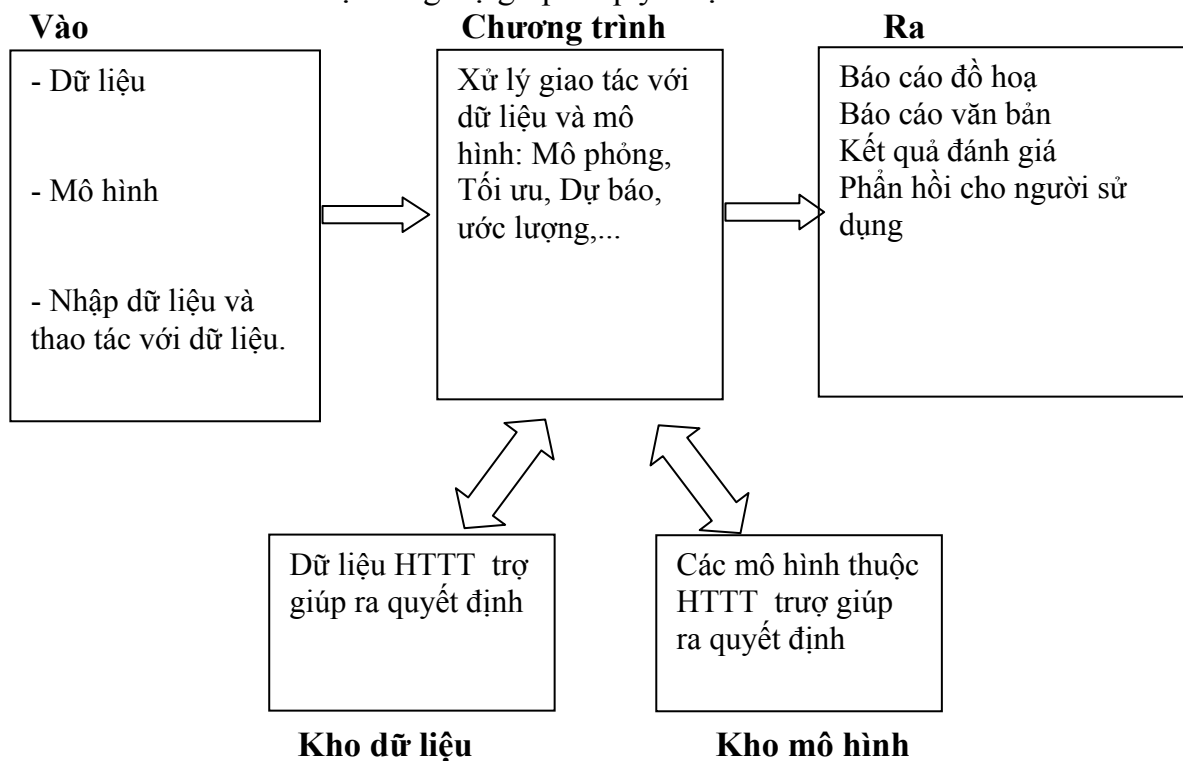 Vào
Chương trình
Ra
- Dữ liệu
- Mô hình
- Nhập dữ liệu và
thao tác với dữ liệu.
Xử lý giao tác với
dữ liệu và mô
hình: Mô phỏng,
Tối ưu, Dự báo,
ước lượng,...
Báo cáo đồ hoạ
Báo cáo văn bản
Kết quả đánh giá
Phẩn hồi cho người sử
dụng
Dữ liệu HTTT trợ
giúp ra quyết định
Các mô hình thuộc
HTTT trượ giúp
ra quyết định
Kho dữ liệu
Kho mô hình